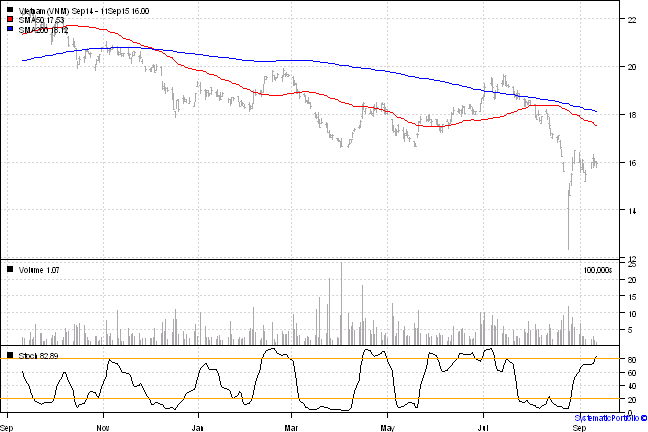 Vietnam (VNM) Sep14 - 11Sep15 16.00
SMA50 17.53
SMA200 18.12
22
20
18
16
14
12
Volume 1.07
100,000s
25
20
15
10
5
Stoch 82.89
80
60
40
20
0
Sep Nov Jan Mar May Jul Sep
SystematicPortfolio ©